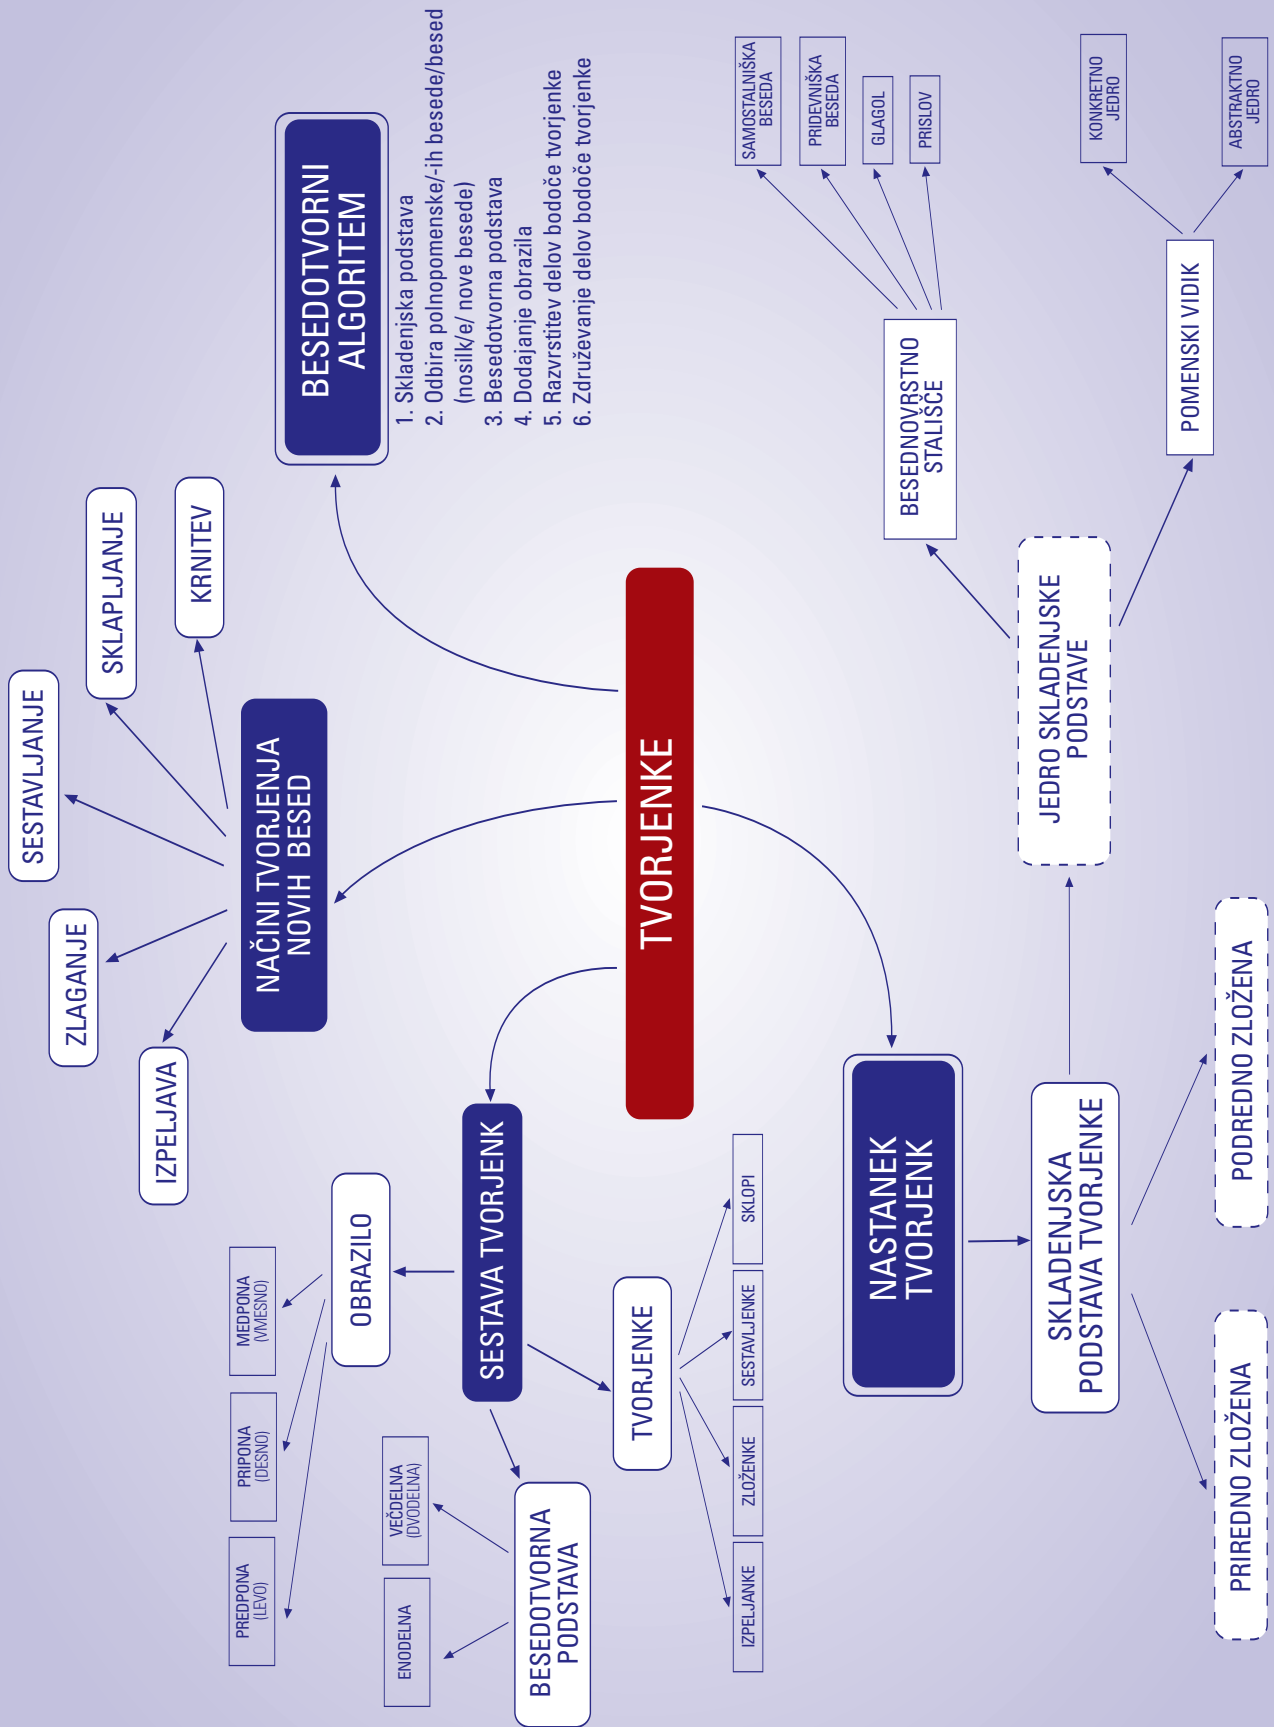 SESTAVLJANJE
ZLAGANJE
SKLAPLJANJE
IZPELJAVA
KRNITEV
NAČINI TVORJENJA
NOVIH BESED
BESEDOTVORNI
ALGORITEM
1. Skladenjska podstava
2. Odbira polnopomenske/-ih besede/besed
(nosilk/e/ nove besede)
3. Besedotvorna podstava
4. Dodajanje obrazila
5. Razvrstitev delov bodoče tvorjenke
6. Združevanje delov bodoče tvorjenke
PREDPONA
(LEVO)
PRIPONA
(DESNO)
MEDPONA
(VMESNO)
OBRAZILO
ENODELNA
VEČDELNA
(DVODELNA)
SESTAVA TVORJENK
BESEDOTVORNA
PODSTAVA
TVORJENKE
IZPELJANKE
ZLOŽENKE
SESTAVLJENKE
SKLOPI
TVORJENKE
NASTANEK
TVORJENK
SKLADENJSKA
PODSTAVA TVORJENKE
PRIREDNO ZLOŽENA
PODREDNO ZLOŽENA
JEDRO SKLADENJSKE
PODSTAVE
BESEDNOVRSTNO
STALIŠČE
SAMOSTALNIŠKA
BESEDA
PRIDEVNIŠKA
BESEDA
GLAGOL
PRISLOV
POMENSKI VIDIK
KONKRETNO
JEDRO
ABSTRAKTNO
JEDRO